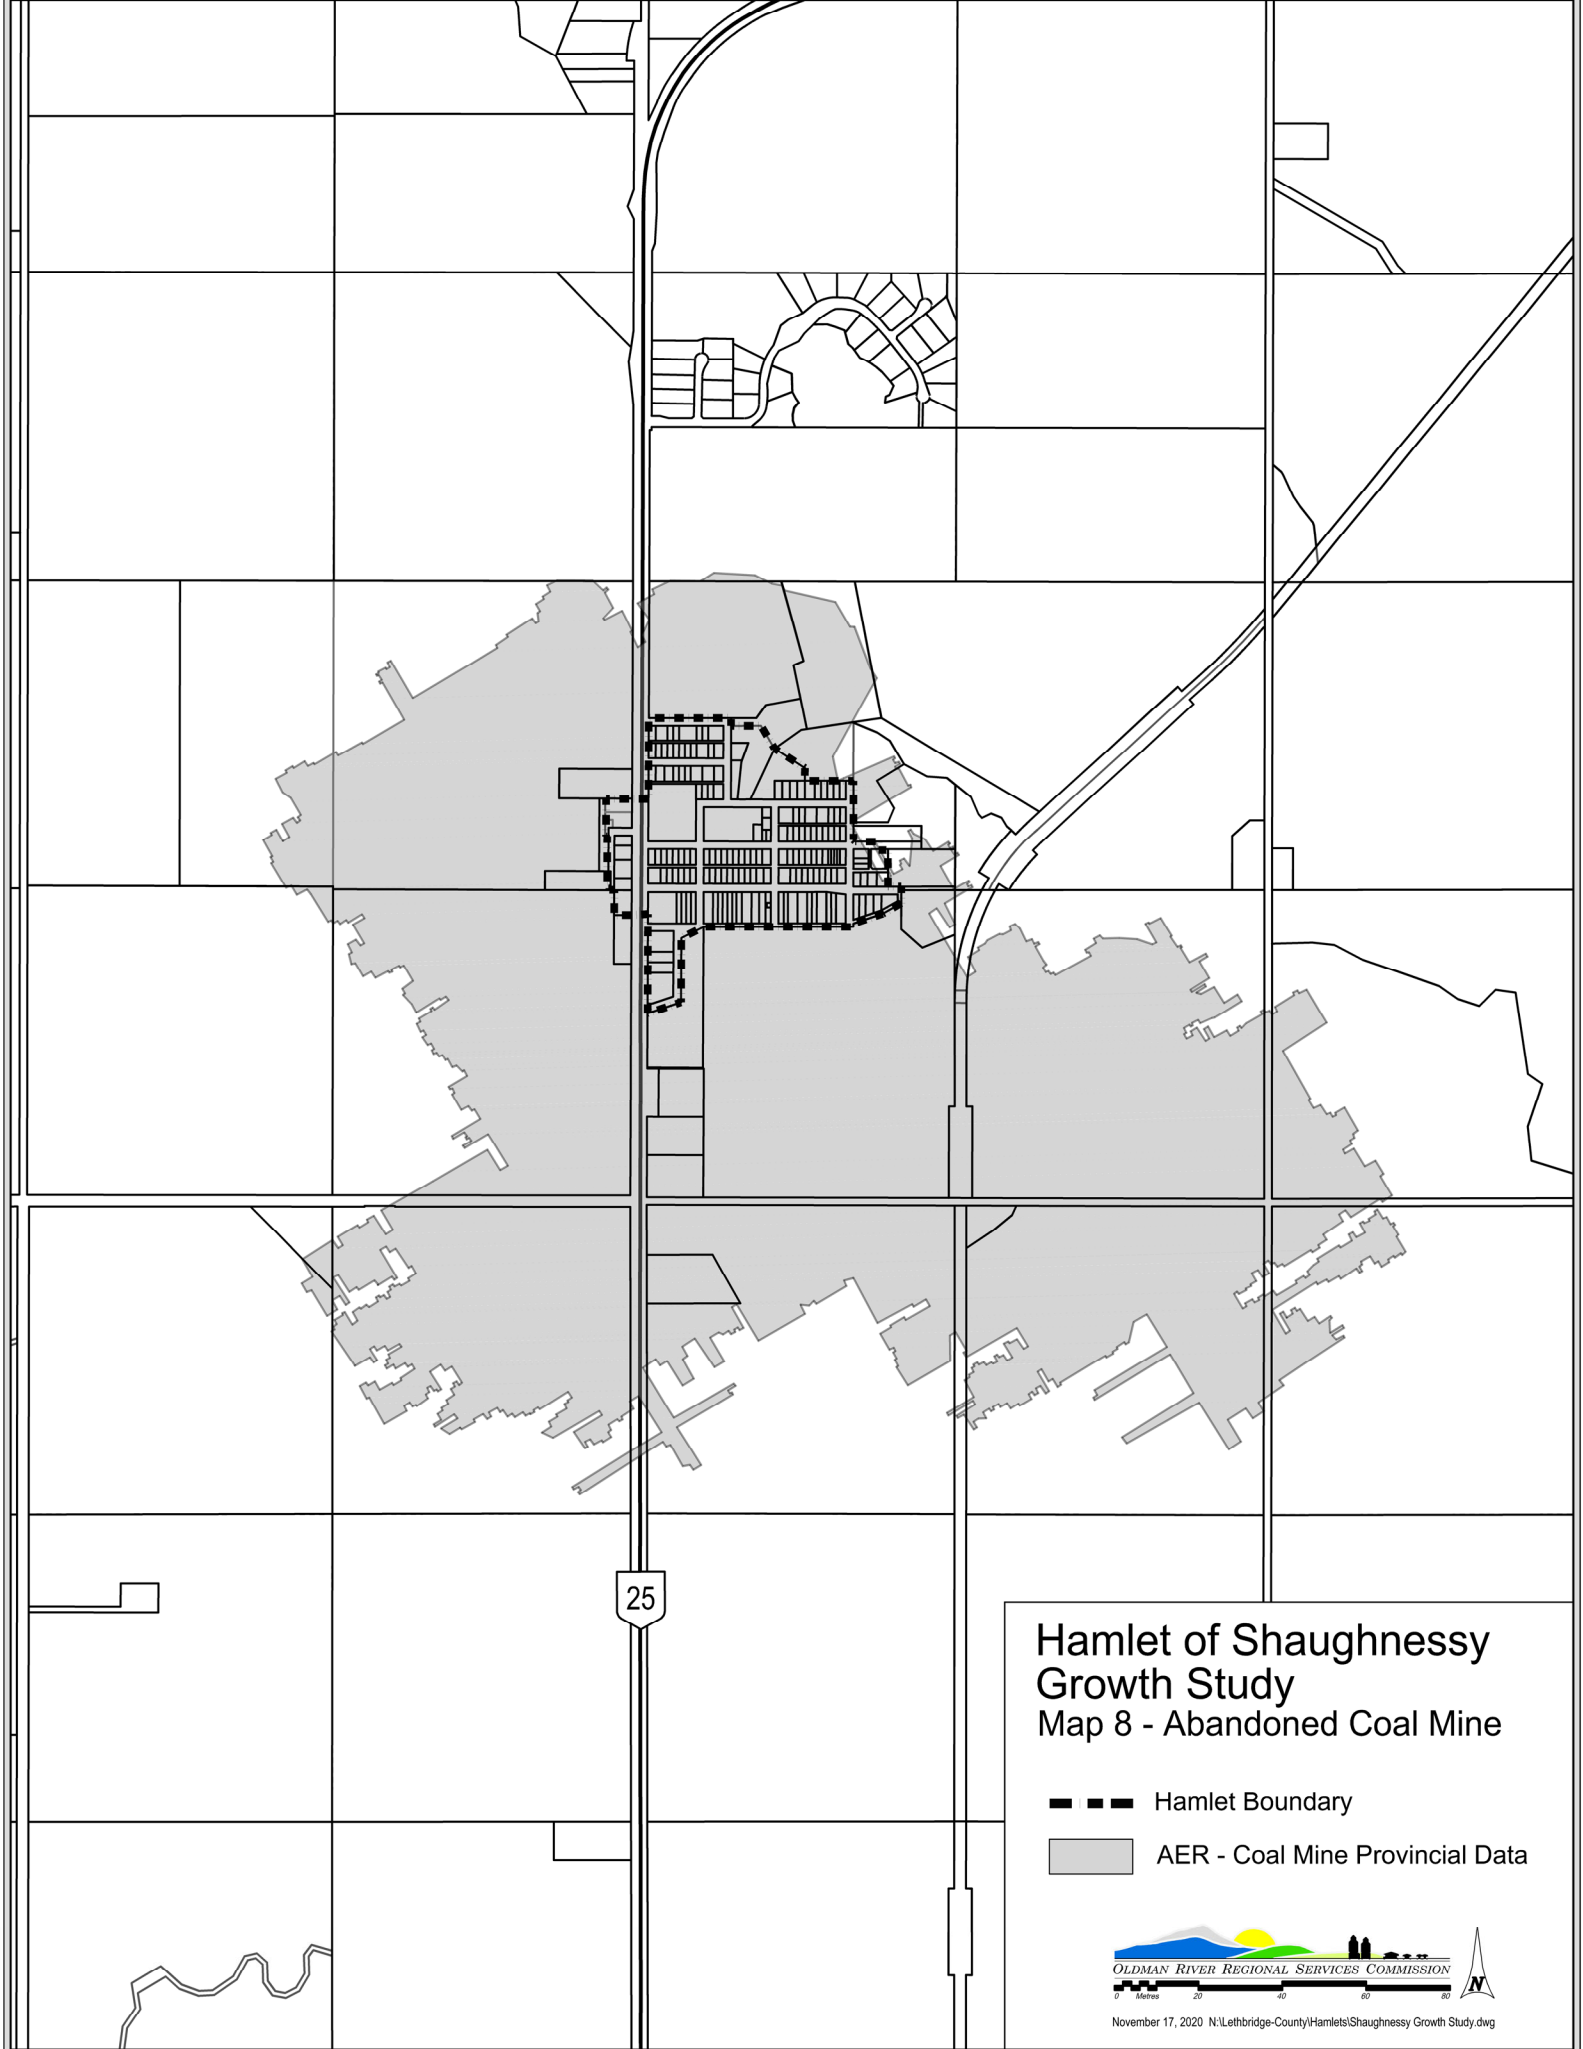 25
Hamlet of Shaughnessy
Growth Study
Map 8 - Abandoned Coal Mine
Hamlet Boundary
AER - Coal Mine Provincial Data
OLDMAN RIVER REGIONAL SERVICES COMMISSION
0 Metres 20 40 60 80
N
November 17, 2020 N:\Lethbridge-County\Hamlets\Shaughnessy Growth Study.dwg